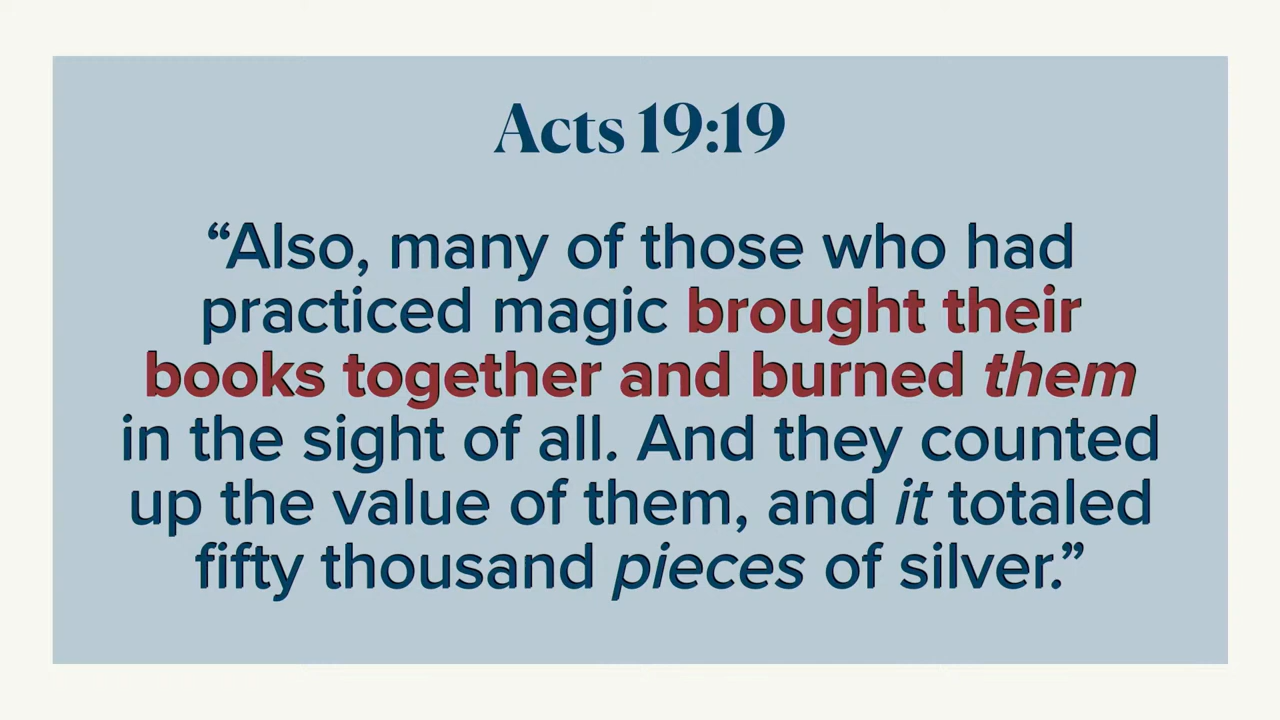 Acts 19:19
“Also, many of those who had
practiced magic brought their
books together and burned them
in the sight of all. And they counted
up the value of them, and it totaled
fifty thousand pieces of silver.”